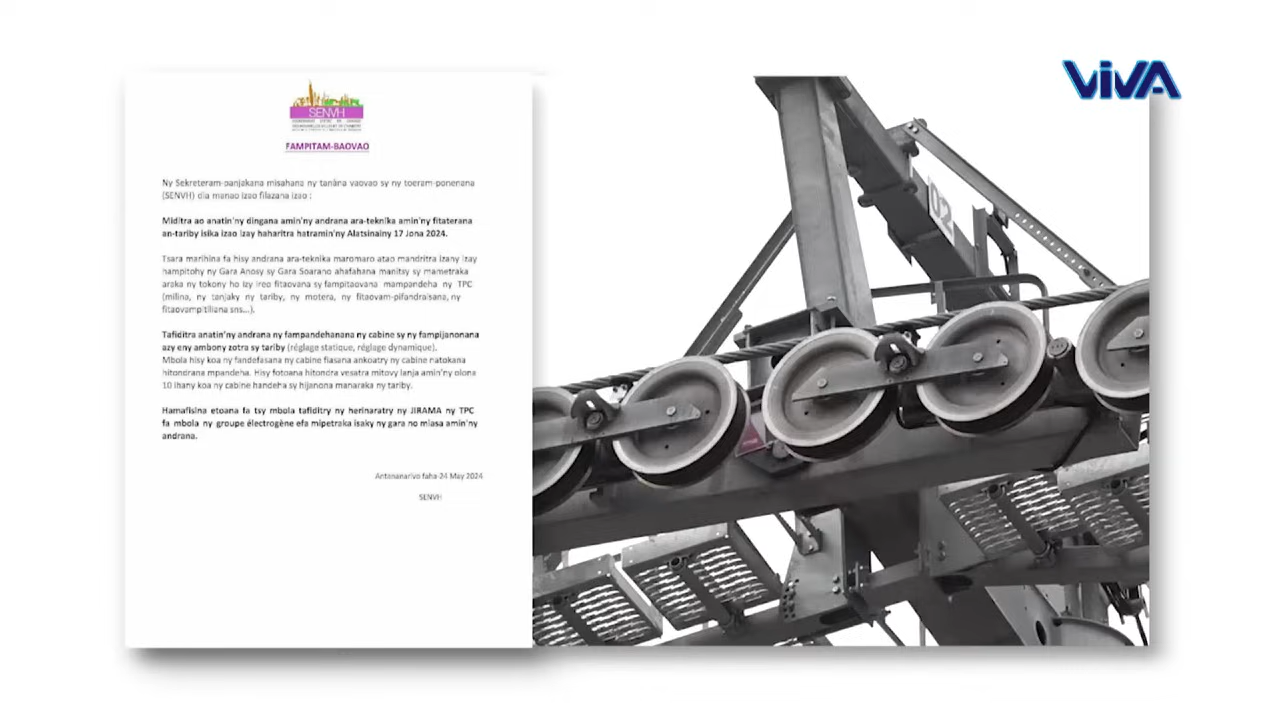 SENVH
FAMPITAM-BAOVAO
Ny Sekreteram-panjakana misahana ny tanàna vaovao sy ny toeram-ponenana
(SENVH) dia manao izao filazana izao :
Miditra ao anatin'ny dingana amin'ny andrana ara-teknika amin'ny fitaterana
an-tariby isika izao izay haharitra hatramin'ny Alatsinainy 17 Jona 2024.
Tsara marihina fa hisy andrana ara-teknika maromaro atao mandritra izany izay
hampitohy ny Gara Anosy sy Gara Soarano ahafahana manitsy sy mametraka
araka ny tokony ho izy ireo fitaovana sy fampitaovana mampandeha ny TPC
(milina, ny tanjaky ny tariby, ny motera, ny fitaovam-pifandraisana, ny
fitaovampitiliana sns...).
Tafiditra anatin'ny andrana ny fampandehanana ny cabine sy ny fampijanonana
azy eny ambony zotra sy tariby (réglage statique, réglage dynamique).
Mbola hisy koa ny fandefasana ny cabine fiasana ankoatry ny cabine natokana
hitondrana mpandeha. Hisy fotoana hitondra vesatra mitovy lanja amin'ny olona
10 ihany koa ny cabine handeha sy hijanona manaraka ny tariby.
Hamafisina etoana fa tsy mbola tafiditry ny herinaratry ny JIRAMA ny TPC
fa mbola ny groupe électrogène efa mipetraka isaky ny gara no miasa amin'ny
andrana.
Antananarivo faha-24 May 2024
SENVH
02
VIVA